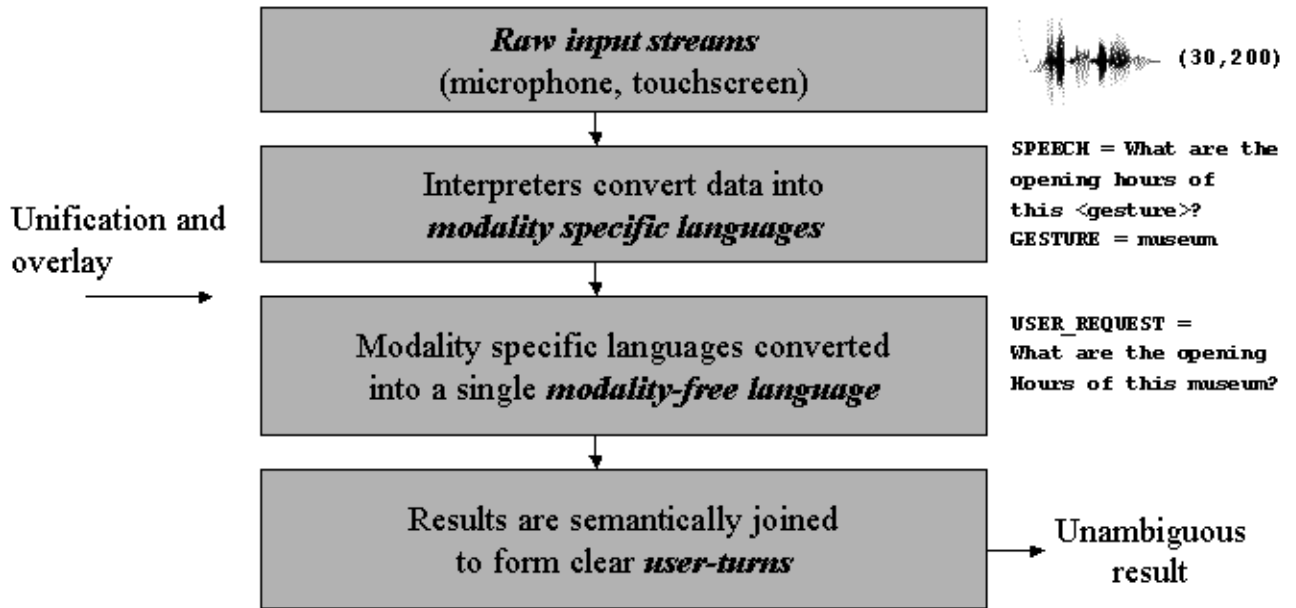 Raw input streams
(microphone, touchscreen)
(30,200)
Interpreters convert data into
modality specific languages
SPEECH = What are the
opening hours of
this <gesture>?
GESTURE = museum
Unification and
overlay
Modality specific languages converted
into a single modality-free language
USER_REQUEST =
What are the opening
Hours of this museum?
Results are semantically joined
to form clear user-turns
Unambiguous
result